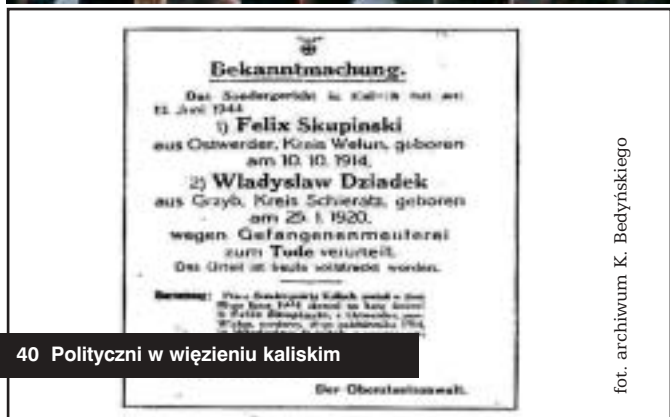 Bekanntmachung.
Das Sondergericht in Kalisch hat am
12. Juni 1944
1) Felix Skupinski
aus Ostwerder, Kreis Welun, geboren
am 10. 10. 1914,
2) Wladyslaw Dziadek
aus Grzyb, Kreis Schieratz, geboren
am 25. 1. 1920,
wegen Gefangenenmeuterei
zum Tode verurteilt.
Das Urteil ist heute vollstreckt worden.
Der Oberstaatsanwalt.
40 Polityczni w więzieniu kaliskim
fot. archiwum K. Bedyńskiego